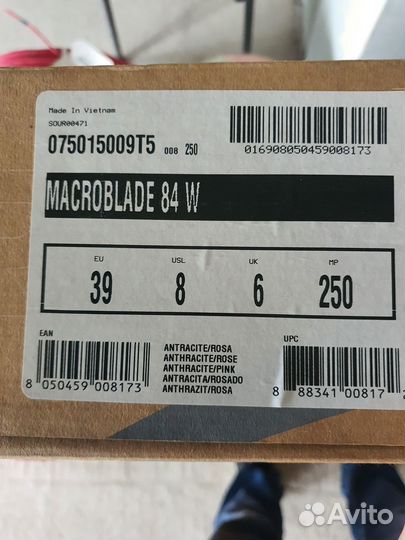 Made In Vietnam
SOUR00471
075015009T5 008 250
016908050459008173
MACROBLADE 84 W
EU USL UK MP
39 8 6 250
EAN
UPC
ANTRACITE/ROSA
ANTHRACITE/ROSE
ANTHRACITE/PINK
ANTRACITA/ROSADO
ANTHRAZIT/ROSA
8 050459 008173
8 88341 00817 2
Avito